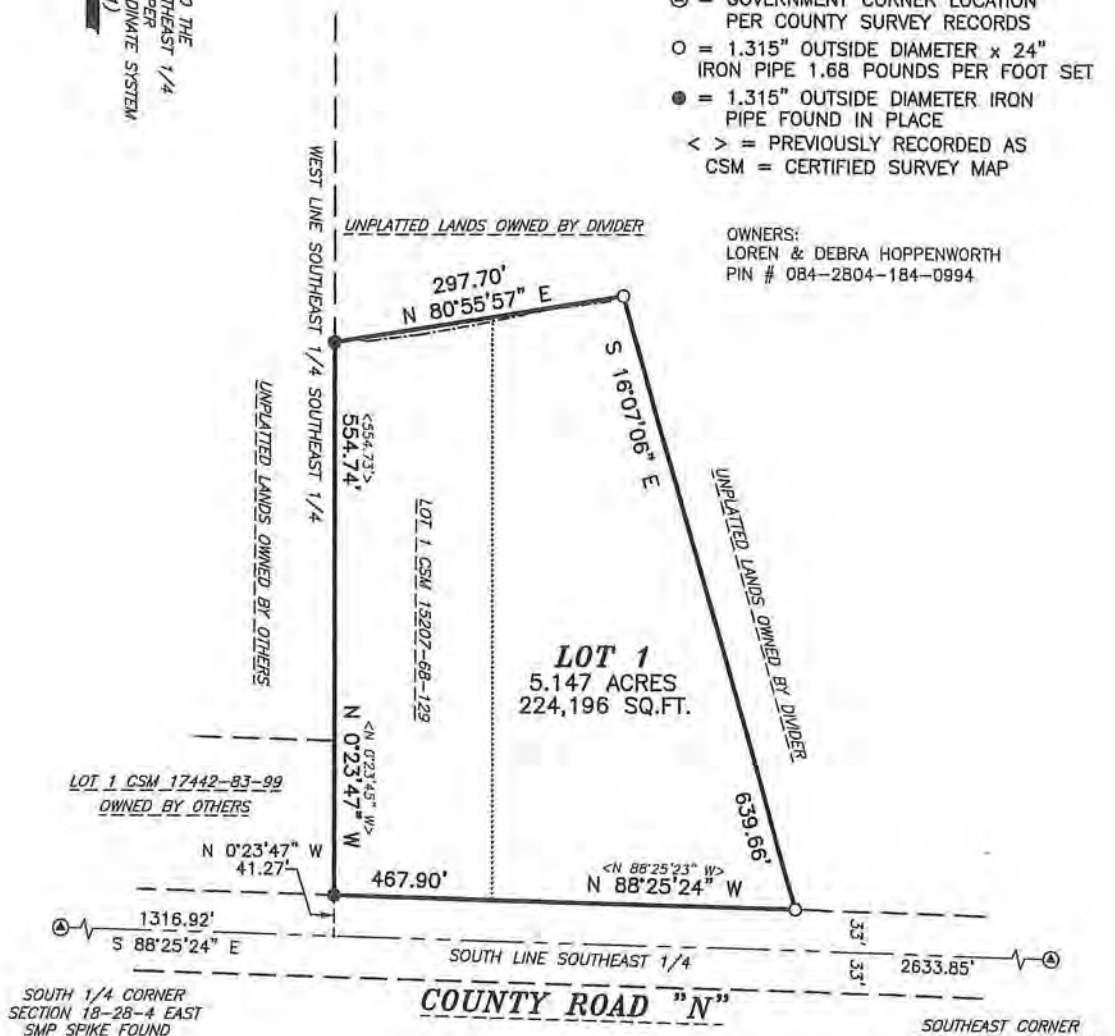 O THE
THEAST 1/4
PER
DINATE SYSTEM
= GOVERNMENT CORNER LOCATION
PER COUNTY SURVEY RECORDS
O = 1.315" OUTSIDE DIAMETER x 24"
IRON PIPE 1.68 POUNDS PER FOOT SET
● = 1.315" OUTSIDE DIAMETER IRON
PIPE FOUND IN PLACE
< > = PREVIOUSLY RECORDED AS
CSM = CERTIFIED SURVEY MAP
OWNERS:
LOREN & DEBRA HOPPENWORTH
PIN # 084-2804-184-0994
WEST LINE SOUTHEAST 1/4 SOUTHEAST 1/4
UNPLATTED LANDS OWNED BY DIVIDER
297.70'
N 80°55'57" E
S 16°07'06" E
639.66'
UNPLATTED LANDS OWNED BY DIVIDER
UNPLATTED LANDS OWNED BY OTHERS
<554.73'>
554.74'
<N 0°23'45" W>
N 0°23'47" W
LOT 1 CSM 15207-68-129
LOT 1
5.147 ACRES
224,196 SQ.FT.
LOT 1 CSM 17442-83-99
OWNED BY OTHERS
N 0°23'47" W
41.27'
467.90'
<N 88°25'23" W>
N 88°25'24" W
1316.92'
S 88°25'24" E
SOUTH LINE SOUTHEAST 1/4
33'
33'
2633.85'
COUNTY ROAD "N"
SOUTH 1/4 CORNER
SECTION 18-28-4 EAST
SMP SPIKE FOUND
SOUTHEAST CORNER